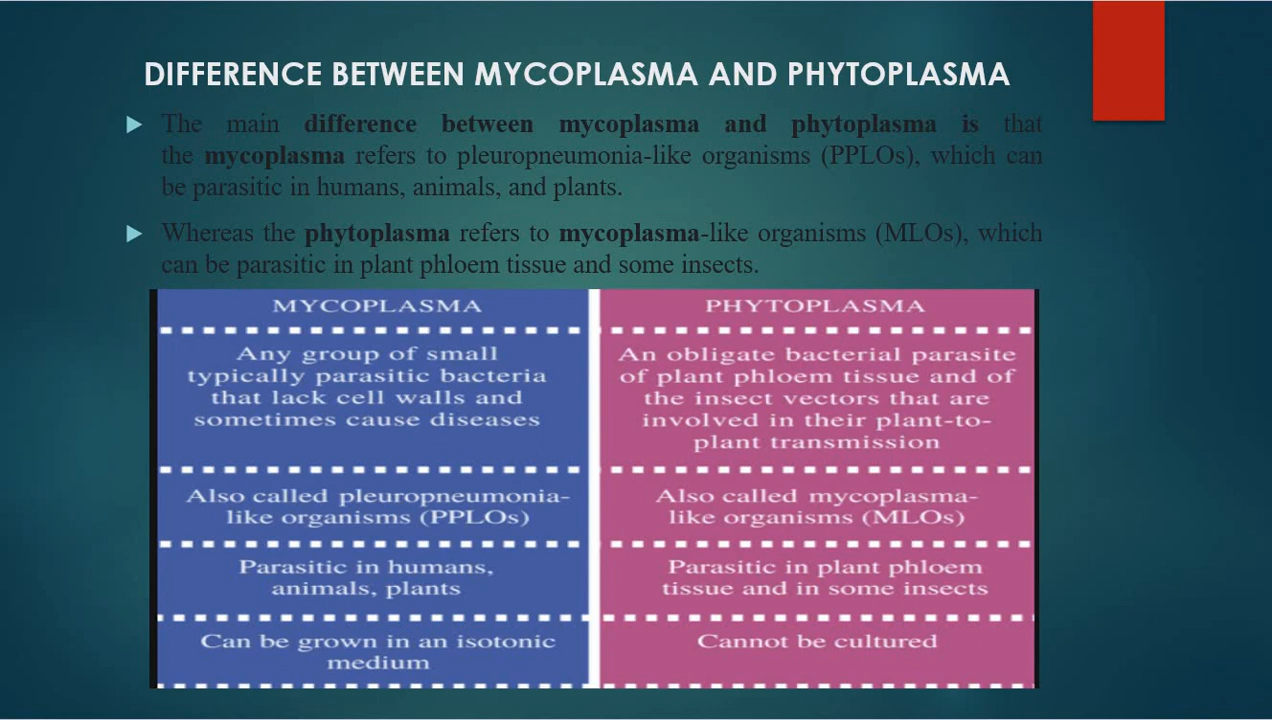 DIFFERENCE BETWEEN MYCOPLASMA AND PHYTOPLASMA
The main difference between mycoplasma and phytoplasma is that
the mycoplasma refers to pleuropneumonia-like organisms (PPLOs), which can
be parasitic in humans, animals, and plants.
Whereas the phytoplasma refers to mycoplasma-like organisms (MLOs), which
can be parasitic in plant phloem tissue and some insects.
MYCOPLASMA
Any group of small
typically parasitic bacteria
that lack cell walls and
sometimes cause diseases
Also called pleuropneumonia-
like organisms (PPLOs)
Parasitic in humans,
animals, plants
Can be grown in an isotonic
medium
PHYTOPLASMA
An obligate bacterial parasite
of plant phloem tissue and of
the insect vectors that are
involved in their plant-to-
plant transmission
Also called mycoplasma-
like organisms (MLOs)
Parasitic in plant phloem
tissue and in some insects
Cannot be cultured